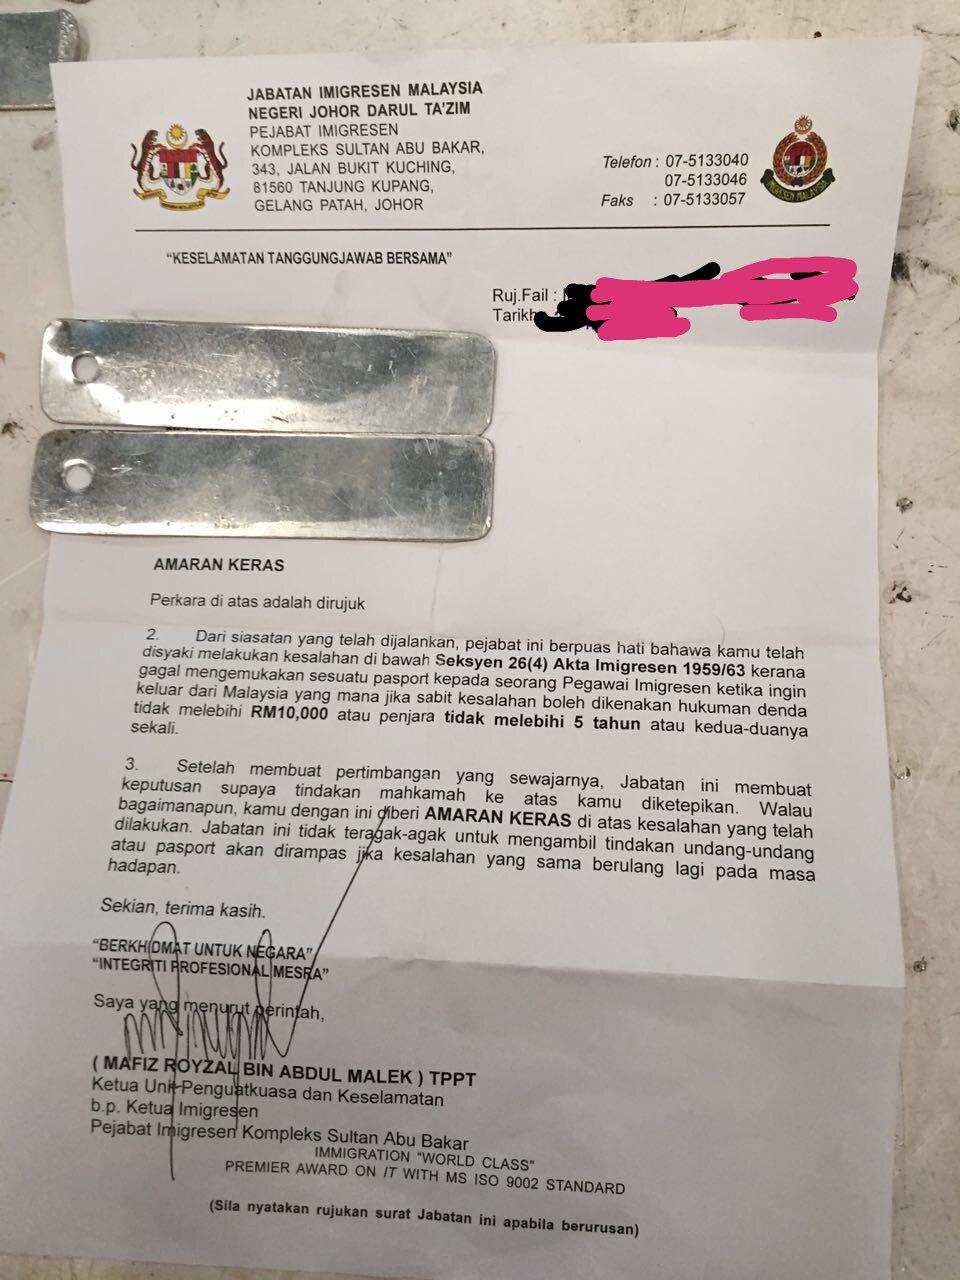 JABATAN IMIGRESEN MALAYSIA
NEGERI JOHOR DARUL TA'ZIM
PEJABAT IMIGRESEN
KOMPLEKS SULTAN ABU BAKAR,
343, JALAN BUKIT KUCHING,
81560 TANJUNG KUPANG,
GELANG PATAH, JOHOR
Telefon : 07-5133040
07-5133046
Faks : 07-5133057
IMIGRESEN MALAYSIA
"KESELAMATAN TANGGUNGJAWAB BERSAMA"
Ruj.Fail :
Tarikh
AMARAN KERAS
Perkara di atas adalah dirujuk
2. Dari siasatan yang telah dijalankan, pejabat ini berpuas hati bahawa kamu telah
disyaki melakukan kesalahan di bawah Seksyen 26(4) Akta Imigresen 1959/63 kerana
gagal mengemukakan sesuatu pasport kepada seorang Pegawai Imigresen ketika ingin
keluar dari Malaysia yang mana jika sabit kesalahan boleh dikenakan hukuman denda
tidak melebihi RM10,000 atau penjara tidak melebihi 5 tahun atau kedua-duanya
sekali.
3. Setelah membuat pertimbangan yang sewajarnya, Jabatan ini membuat
keputusan supaya tindakan mahkamah ke atas kamu diketepikan. Walau
bagaimanapun, kamu dengan ini diberi AMARAN KERAS di atas kesalahan yang telah
dilakukan. Jabatan ini tidak teragak-agak untuk mengambil tindakan undang-undang
atau pasport akan dirampas jika kesalahan yang sama berulang lagi pada masa
hadapan.
Sekian, terima kasih.
"BERKHIDMAT UNTUK NEGARA"
"INTEGRITI PROFESIONAL MESRA"
Saya yang menurut perintah,
( MAFIZ ROYZAL BIN ABDUL MALEK ) TPPT
Ketua Unit Penguatkuasa dan Keselamatan
b.p. Ketua Imigresen
Pejabat Imigresen Kompleks Sultan Abu Bakar
IMMIGRATION "WORLD CLASS"
PREMIER AWARD ON IT WITH MS ISO 9002 STANDARD
(Sila nyatakan rujukan surat Jabatan ini apabila berurusan)